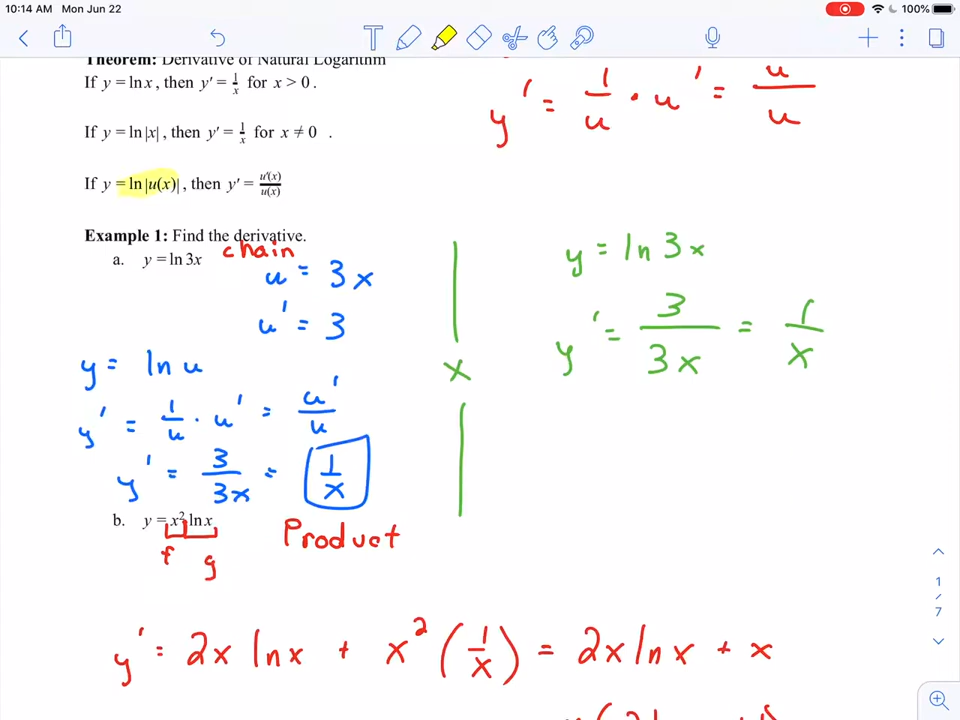 10:14 AM Mon Jun 22
100%
Theorem: Derivative of Natural Logarithm
If y = ln x, then y′ = 1/x for x > 0 .
y' = 1/u · u' = u/u
If y = ln |x|, then y′ = 1/x for x ≠ 0 .
If y = ln |u(x)|, then y′ = u′(x)/u(x)
Example 1: Find the derivative.
a. y = ln 3x
chain
u = 3x
u' = 3
y = ln u
y' = 1/u · u' = u'/u
y' = 3/3x = 1/x
x
y = ln 3x
y' = 3/3x = 1/x
b. y = x² ln x
f
g
Product
y' = 2x ln x + x² (1/x) = 2x ln x + x
1
/
7